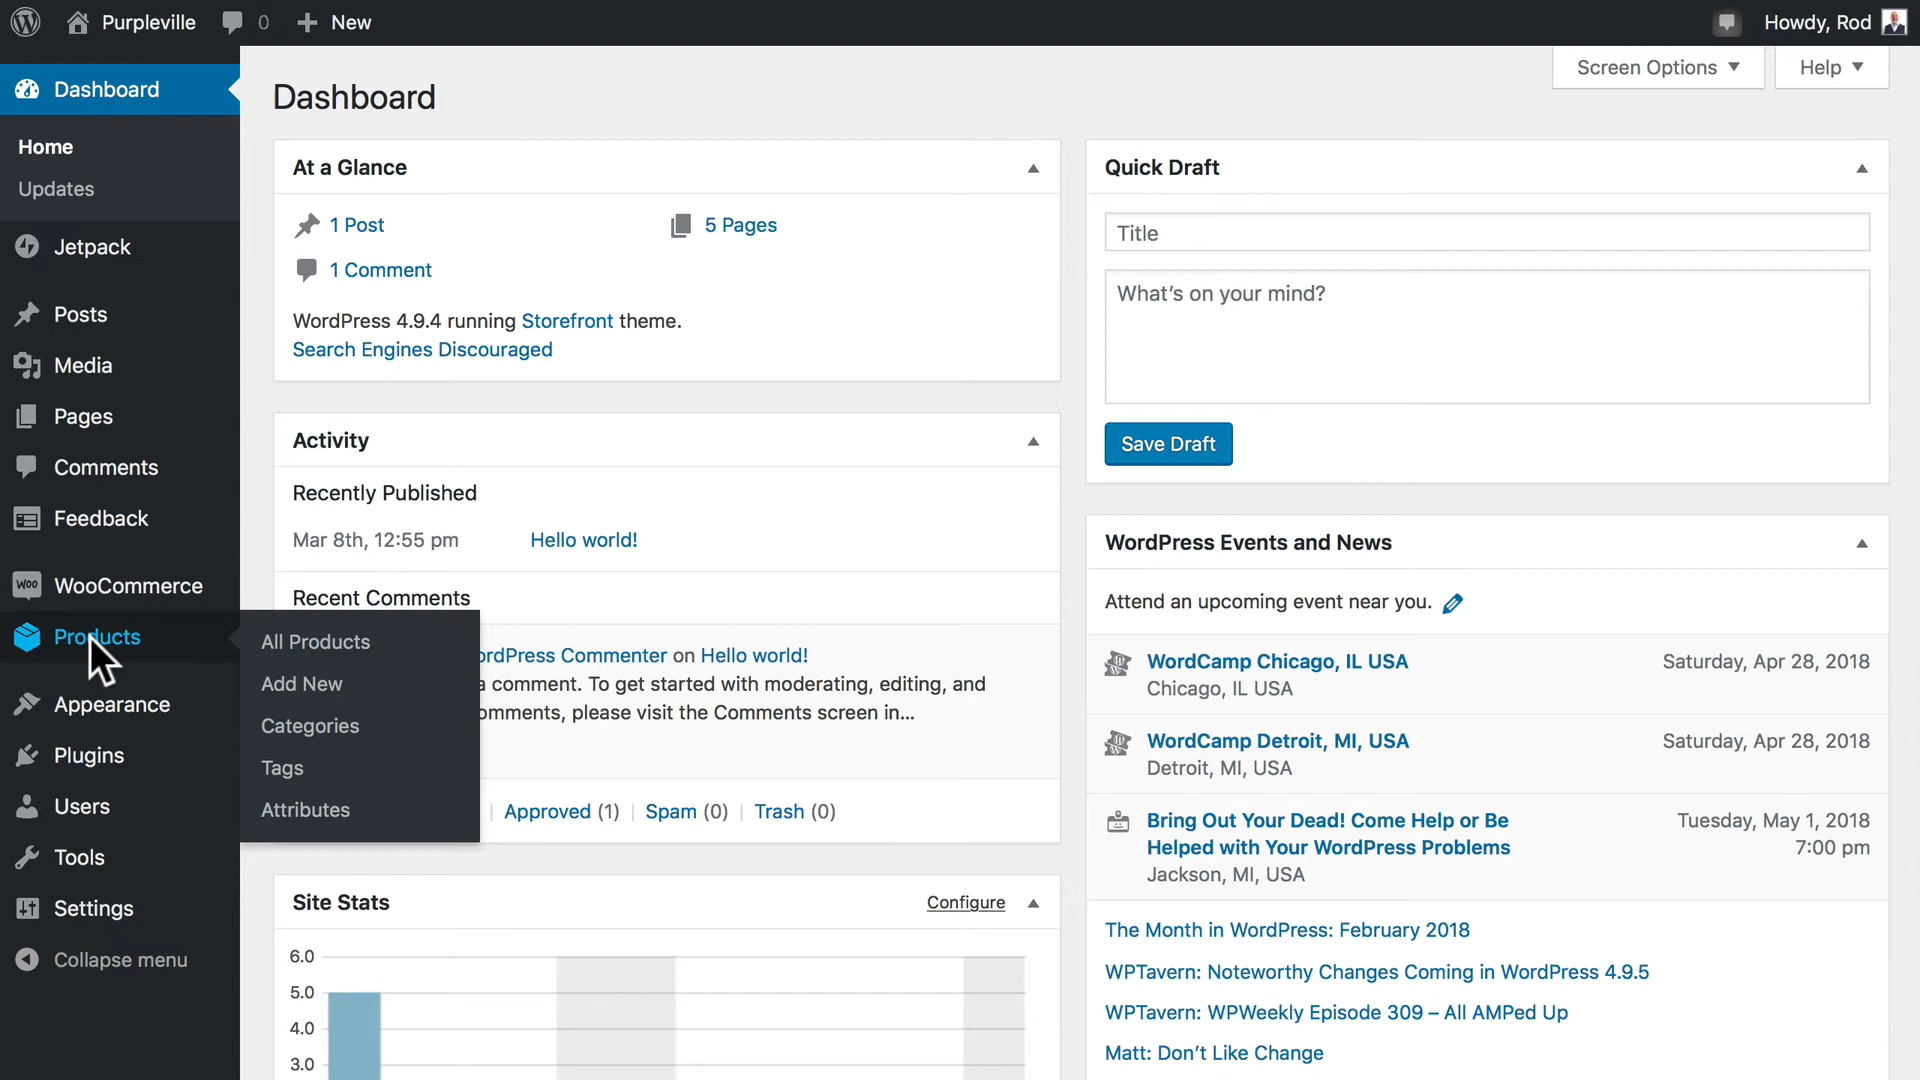 Purpleville
0
New
Howdy, Rod
Dashboard
Home
Updates
Jetpack
Posts
Media
Pages
Comments
Feedback
Woo
WooCommerce
Products
Appearance
Plugins
Users
Tools
Settings
Collapse menu
All Products
Add New
Categories
Tags
Attributes
Screen Options
Help
Dashboard
At a Glance
1 Post
5 Pages
1 Comment
WordPress 4.9.4 running Storefront theme.
Search Engines Discouraged
Activity
Recently Published
Mar 8th, 12:55 pm Hello world!
Recent Comments
ordPress Commenter on Hello world!
a comment. To get started with moderating, editing, and
omments, please visit the Comments screen in...
Approved (1) | Spam (0) | Trash (0)
Site Stats
Configure
6.0
5.0
4.0
3.0
Quick Draft
Title
What's on your mind?
Save Draft
WordPress Events and News
Attend an upcoming event near you.
WordCamp Chicago, IL USA Saturday, Apr 28, 2018
Chicago, IL USA
WordCamp Detroit, MI, USA Saturday, Apr 28, 2018
Detroit, MI, USA
Bring Out Your Dead! Come Help or Be Tuesday, May 1, 2018
Helped with Your WordPress Problems 7:00 pm
Jackson, MI, USA
The Month in WordPress: February 2018
WPTavern: Noteworthy Changes Coming in WordPress 4.9.5
WPTavern: WPWeekly Episode 309 – All AMPed Up
Matt: Don't Like Change